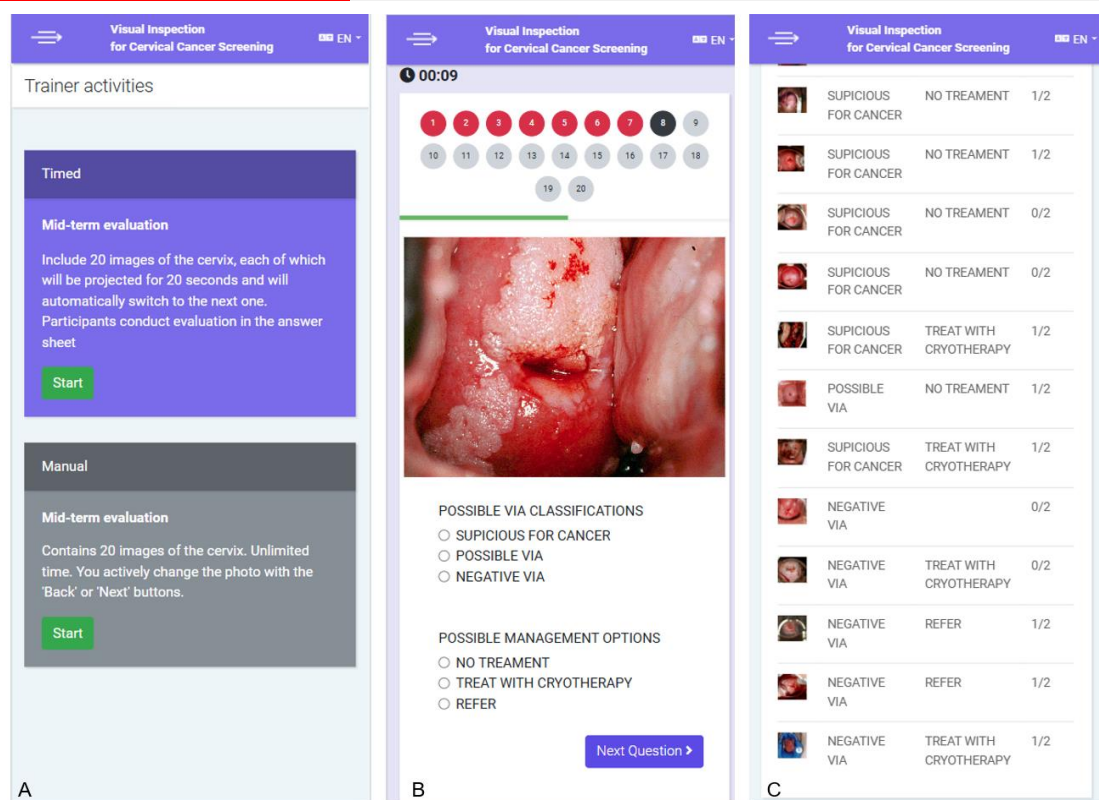 Visual Inspection
for Cervical Cancer Screening
EN
Trainer activities
Timed
Mid-term evaluation
Include 20 images of the cervix, each of which
will be projected for 20 seconds and will
automatically switch to the next one.
Participants conduct evaluation in the answer
sheet
Start
Manual
Mid-term evaluation
Contains 20 images of the cervix. Unlimited
time. You actively change the photo with the
'Back' or 'Next' buttons.
Start
A
Visual Inspection
for Cervical Cancer Screening
EN
00:09
1 2 3 4 5 6 7 8 9
10 11 12 13 14 15 16 17 18
19 20
POSSIBLE VIA CLASSIFICATIONS
SUPICIOUS FOR CANCER
POSSIBLE VIA
NEGATIVE VIA
POSSIBLE MANAGEMENT OPTIONS
NO TREAMENT
TREAT WITH CRYOTHERAPY
REFER
Next Question
B
Visual Inspection
for Cervical Cancer Screening
EN
SUPICIOUS NO TREAMENT 1/2
FOR CANCER
SUPICIOUS NO TREAMENT 1/2
FOR CANCER
SUPICIOUS NO TREAMENT 0/2
FOR CANCER
SUPICIOUS NO TREAMENT 0/2
FOR CANCER
SUPICIOUS TREAT WITH 1/2
FOR CANCER CRYOTHERAPY
POSSIBLE NO TREAMENT 1/2
VIA
SUPICIOUS TREAT WITH 1/2
FOR CANCER CRYOTHERAPY
NEGATIVE 0/2
VIA
NEGATIVE TREAT WITH 0/2
VIA CRYOTHERAPY
NEGATIVE REFER 1/2
VIA
NEGATIVE REFER 1/2
VIA
NEGATIVE TREAT WITH 1/2
VIA CRYOTHERAPY
C